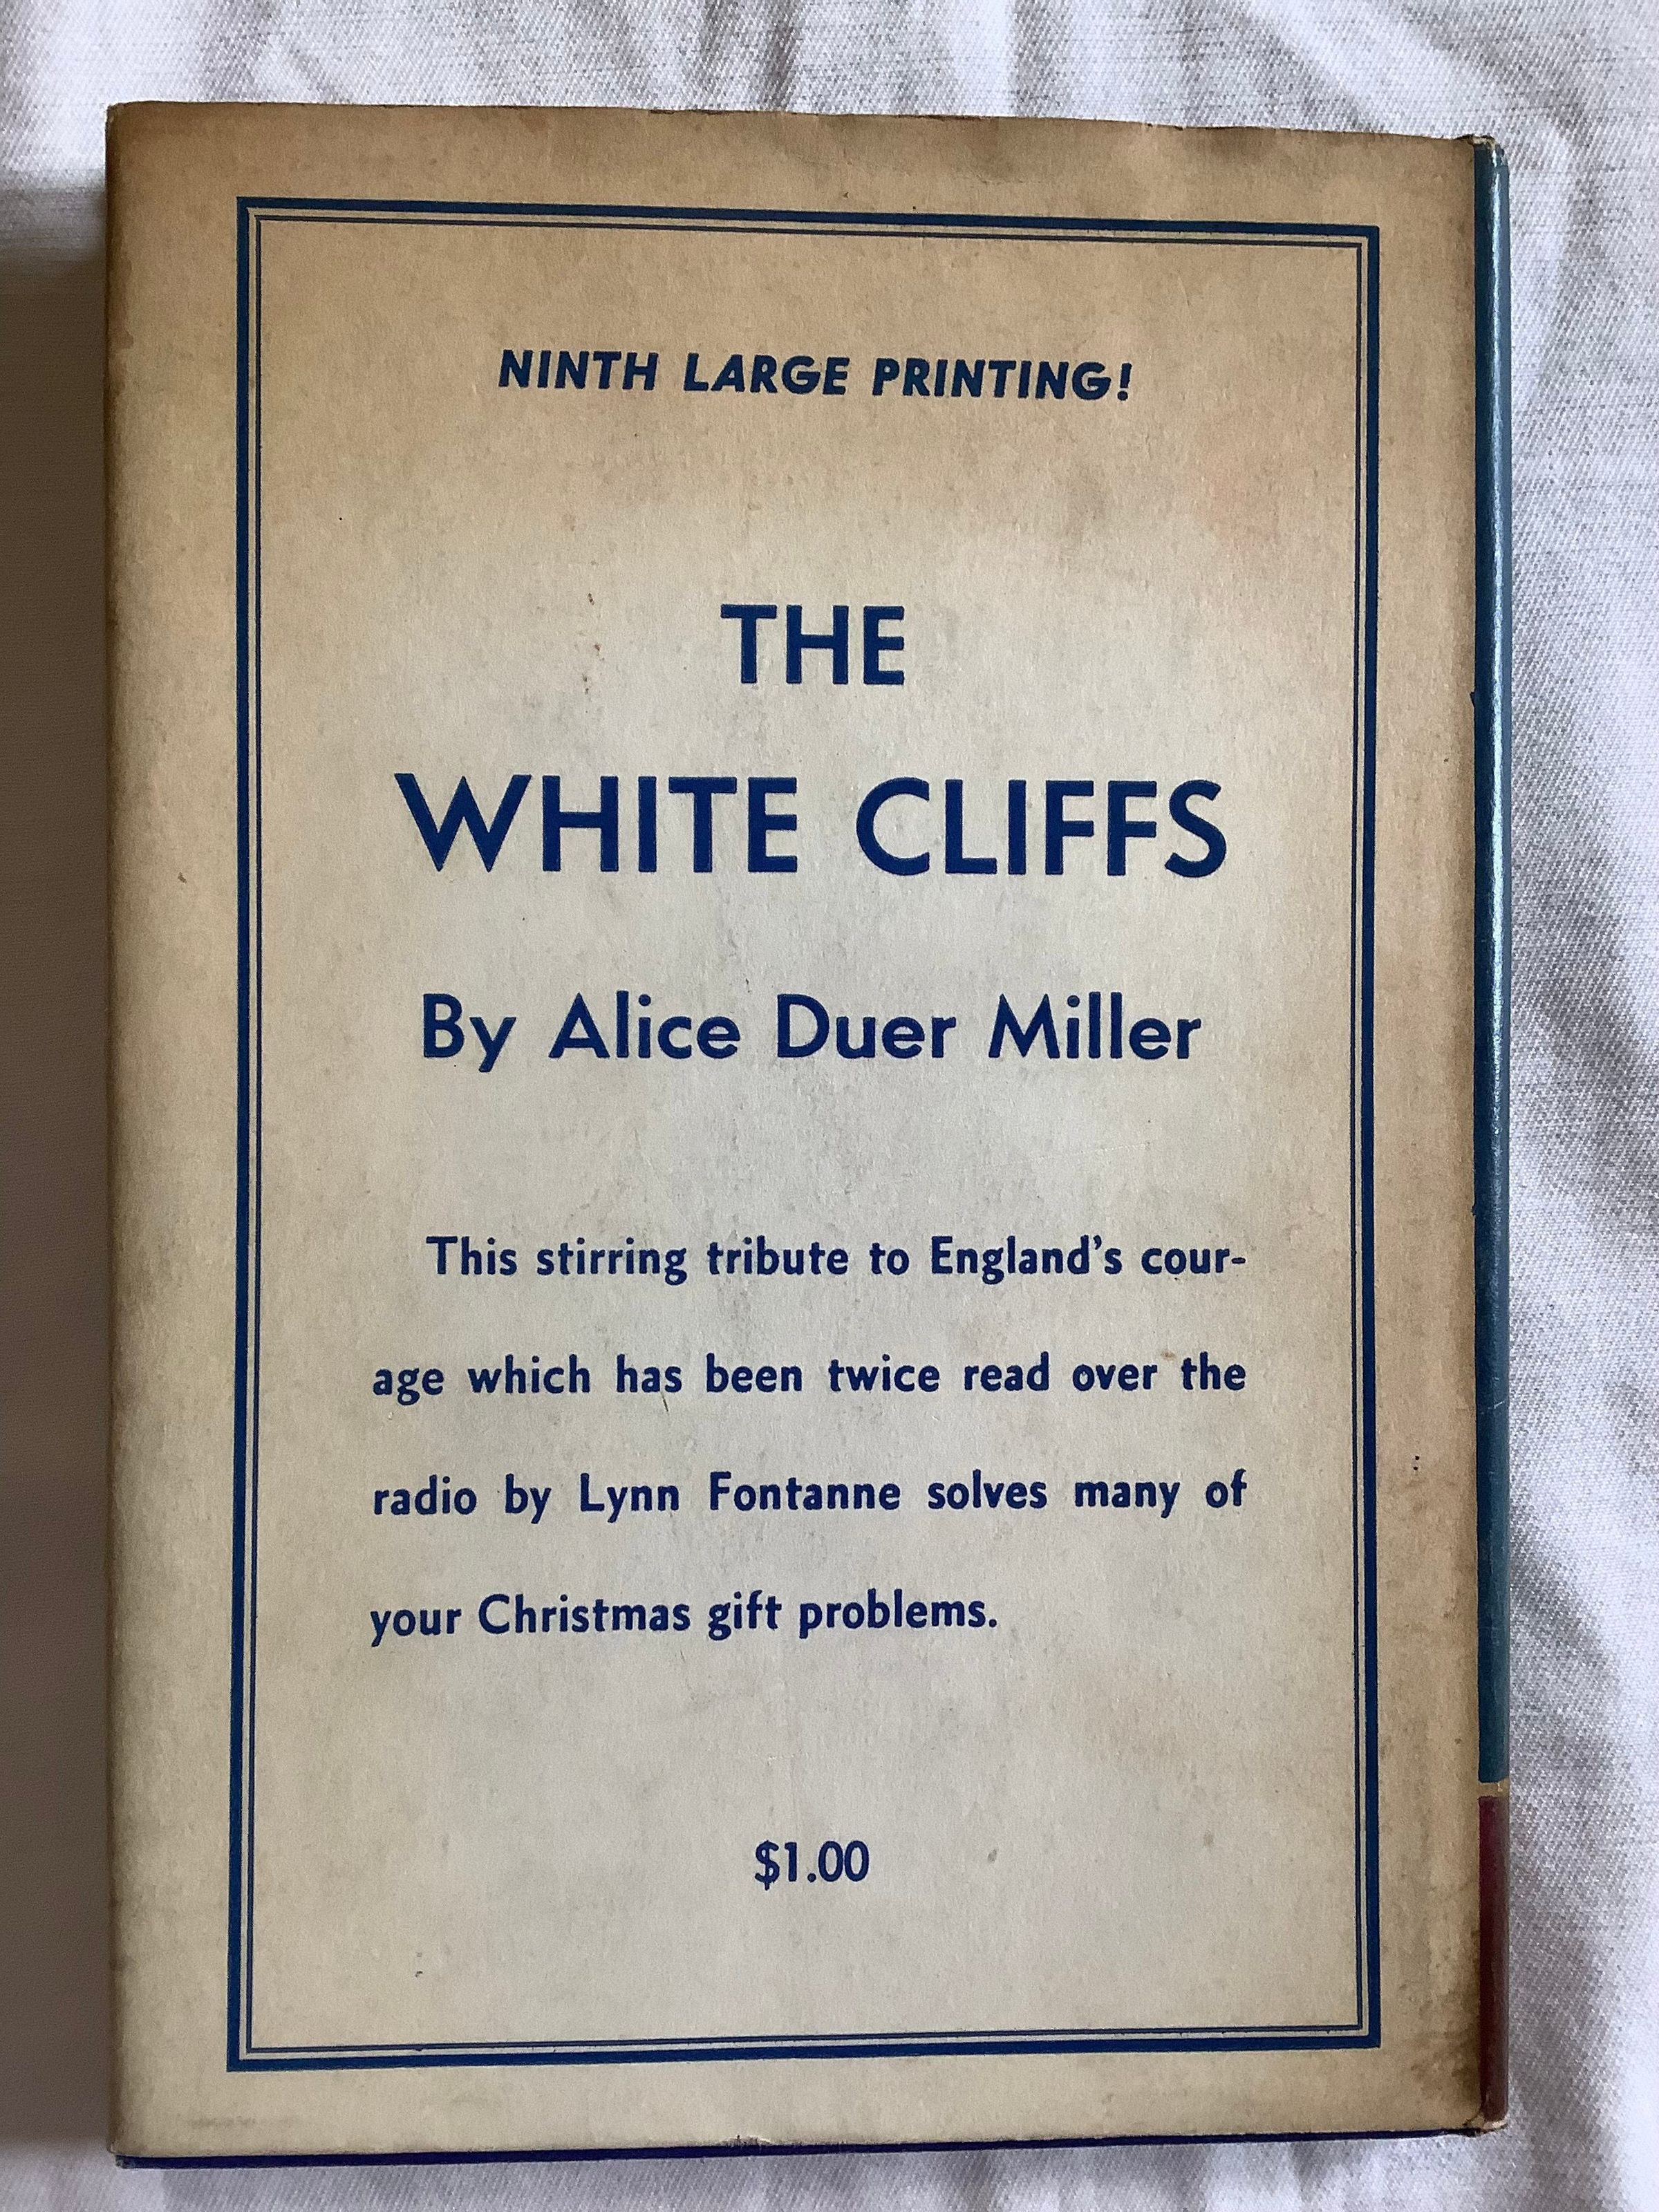 NINTH LARGE PRINTING!
THE
WHITE CLIFFS
By Alice Duer Miller
This stirring tribute to England's cour-
age which has been twice read over the
radio by Lynn Fontanne solves many of
your Christmas gift problems.
$1.00